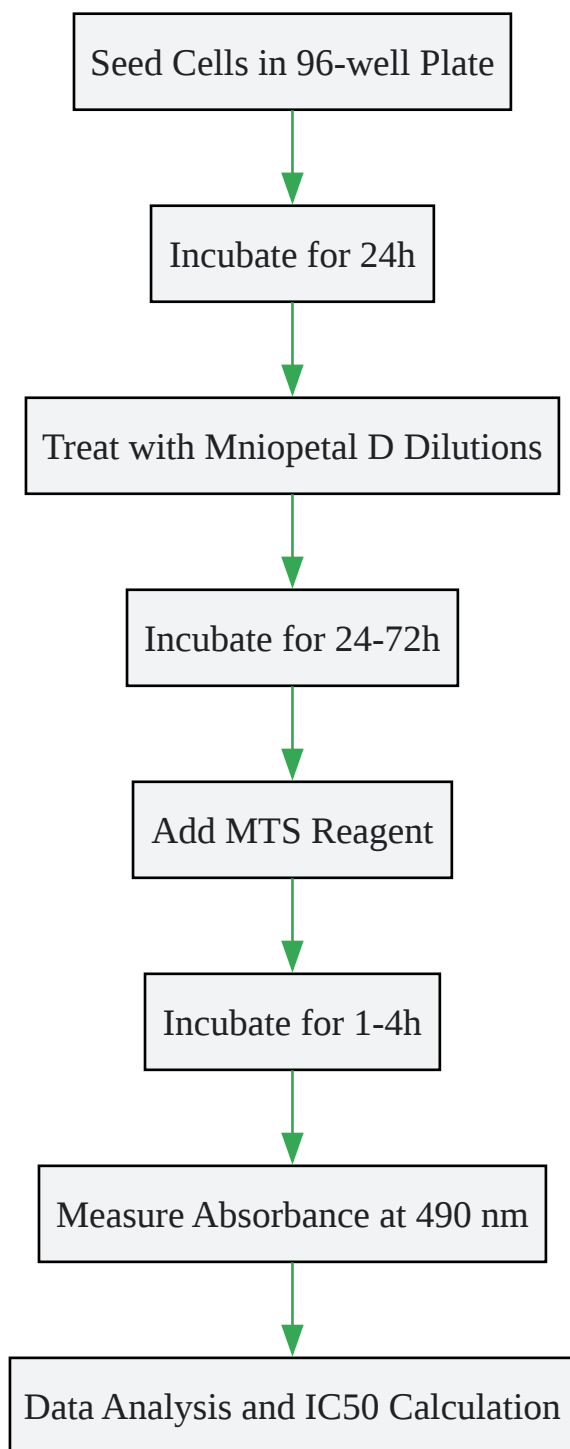 Seed Cells in 96-well Plate
Incubate for 24h
Treat with Mniopetal D Dilutions
Incubate for 24-72h
Add MTS Reagent
Incubate for 1-4h
Measure Absorbance at 490 nm
Data Analysis and IC50 Calculation